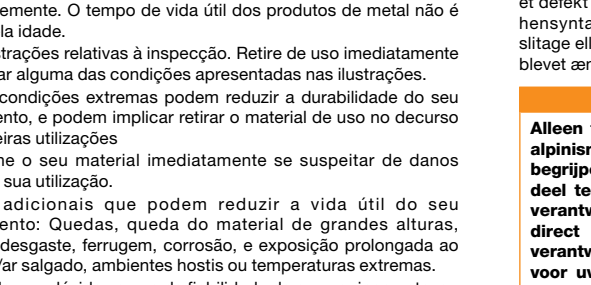 emente. O tempo de vida útil dos produtos de metal não é
la idade.
trações relativas à inspecção. Retire de uso imediatamente
ar alguma das condições apresentadas nas ilustrações.
condições extremas podem reduzir a durabilidade do seu
ento, e podem implicar retirar o material de uso no decurso
eiras utilizações
ne o seu material imediatamente se suspeitar de danos
sua utilização.
adicionais que podem reduzir a vida útil do seu
ento: Quedas, queda do material de grandes alturas,
desgaste, ferrugem, corrosão, e exposição prolongada ao
/ar salgado, ambientes hostis ou temperaturas extremas.
et defekt
hensynta
slitage ell
blevet æn
Alleen
alpinism
begrijpe
deel te
verantw
direct
verantw
voor uw